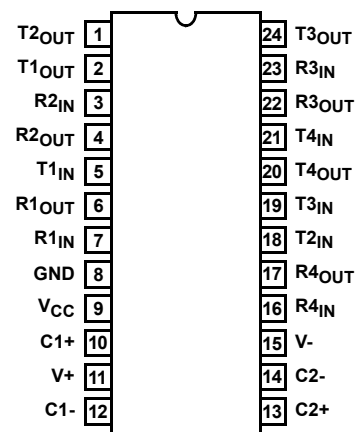 T2OUT 1 24 T3OUT
T1OUT 2 23 R3IN
R2IN 3 22 R3OUT
R2OUT 4 21 T4IN
T1IN 5 20 T4OUT
R1OUT 6 19 T3IN
R1IN 7 18 T2IN
GND 8 17 R4OUT
VCC 9 16 R4IN
C1+ 10 15 V-
V+ 11 14 C2-
C1- 12 13 C2+